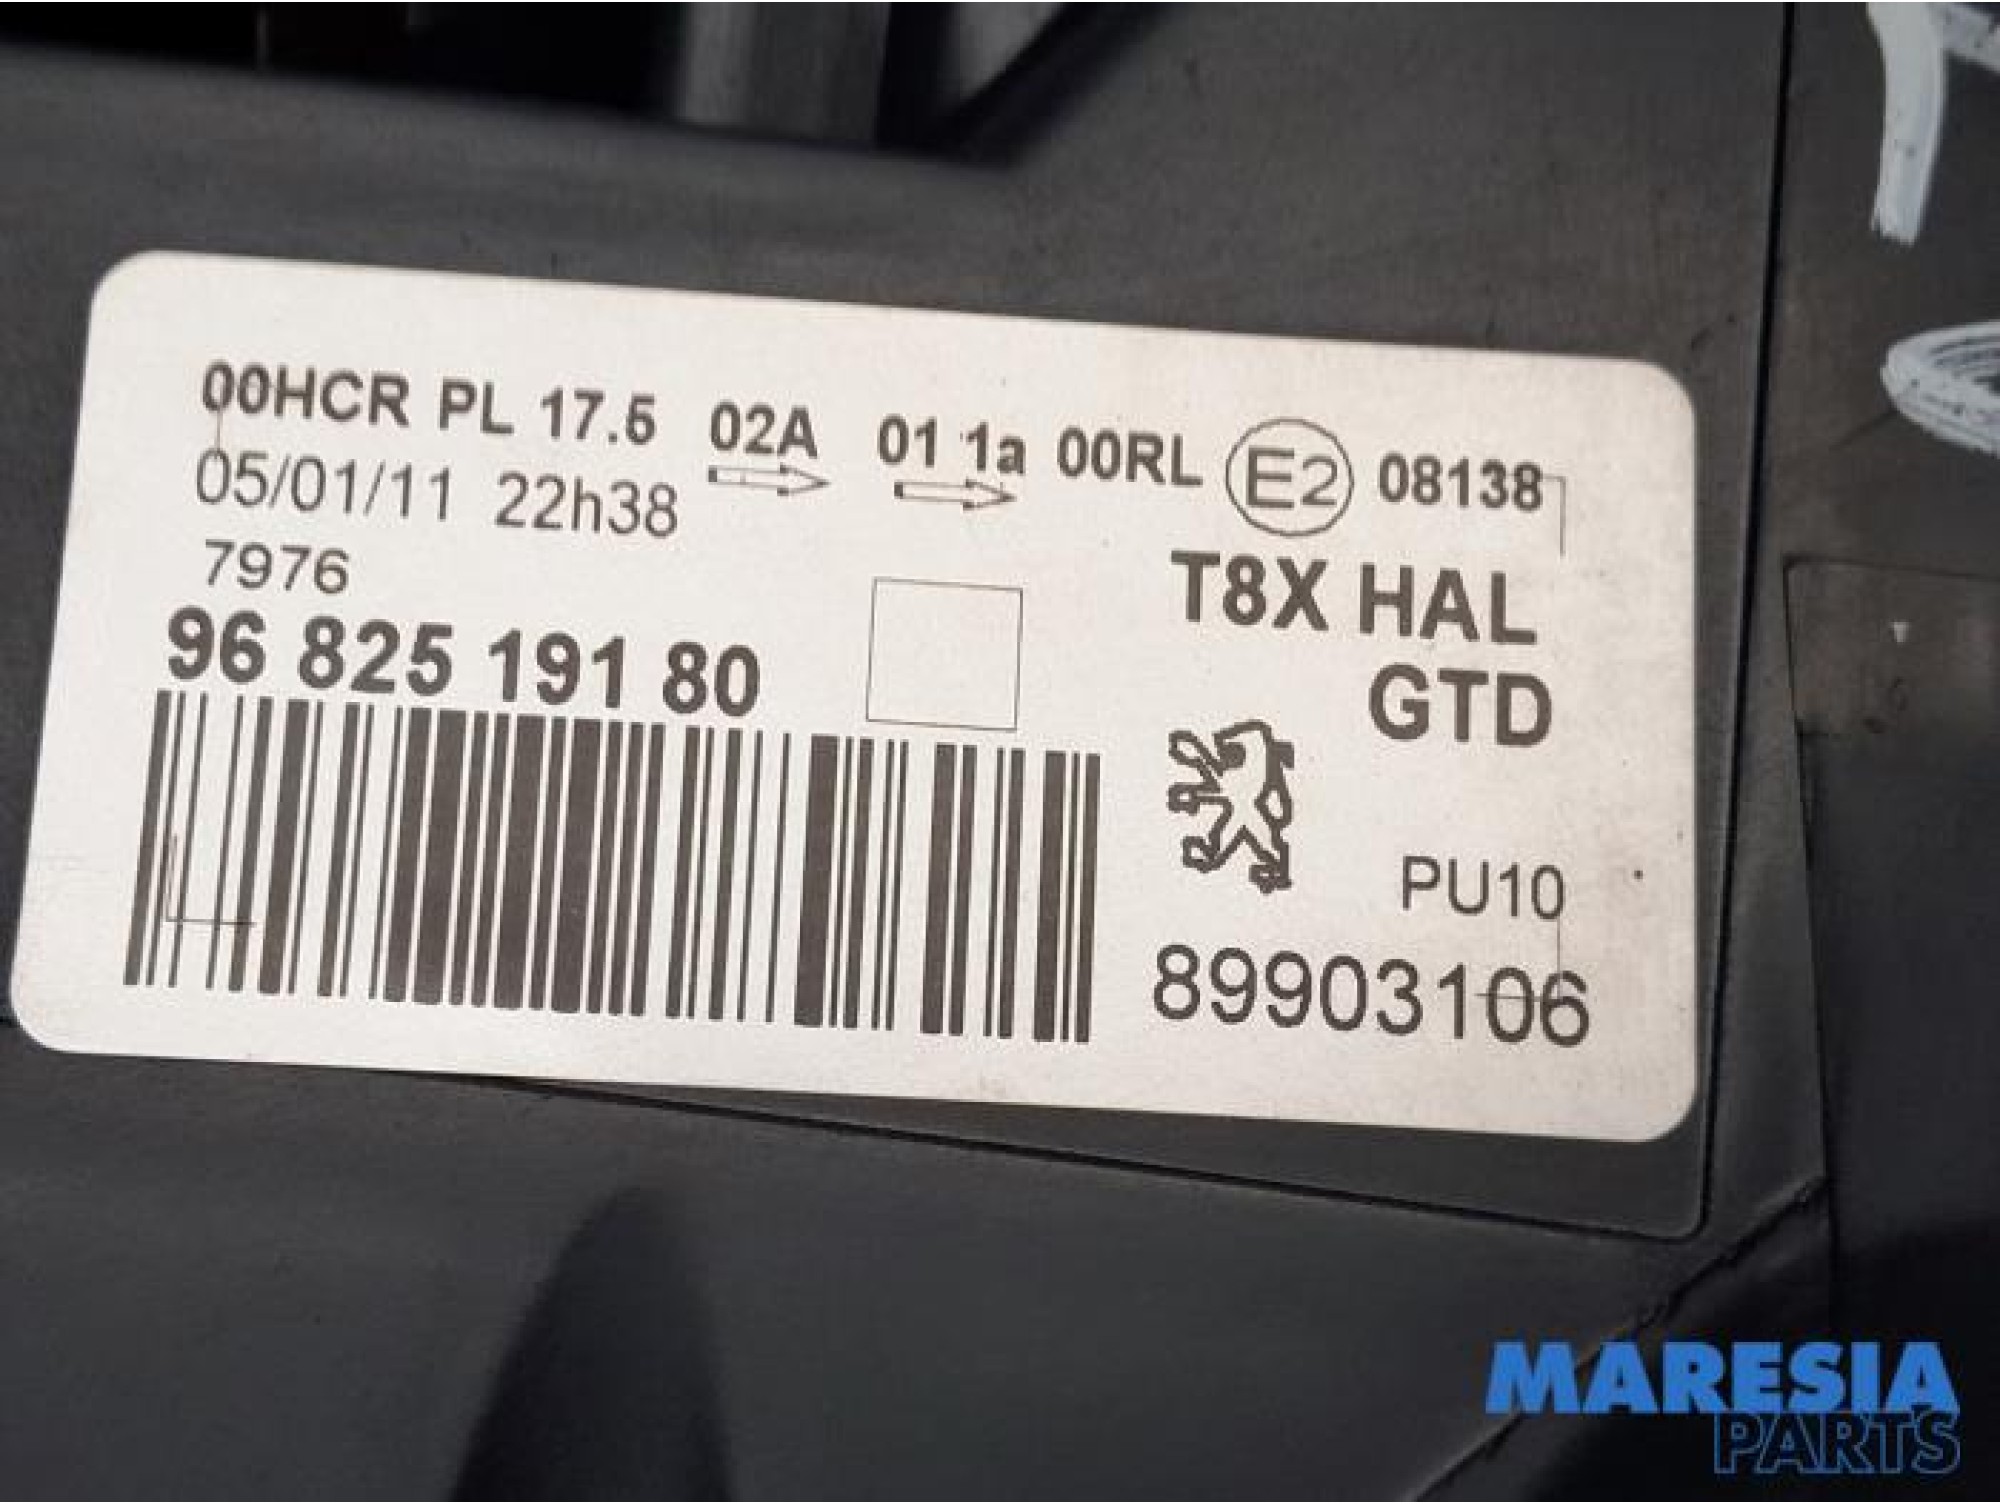 00HCR PL 17.5 02A 01 1a 00RL E2 08138
05/01/11 22h38
7976
T8X HAL
96 825 191 80
GTD
PU10
89903106
MARESIA
PARTS